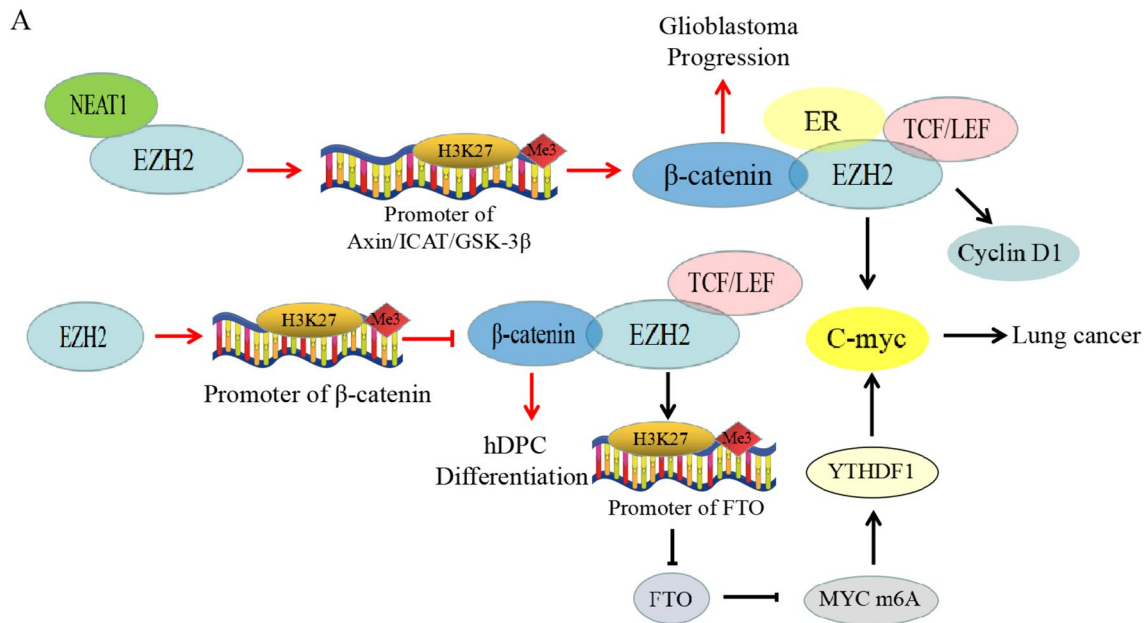 A
Glioblastoma
Progression
NEAT1
EZH2
H3K27
Me3
Promoter of
Axin/ICAT/GSK-3β
β-catenin
ER
EZH2
TCF/LEF
Cyclin D1
EZH2
H3K27
Me3
Promoter of β-catenin
β-catenin
EZH2
TCF/LEF
C-myc
Lung cancer
hDPC
Differentiation
H3K27
Me3
Promoter of FTO
YTHDF1
FTO
MYC m6A